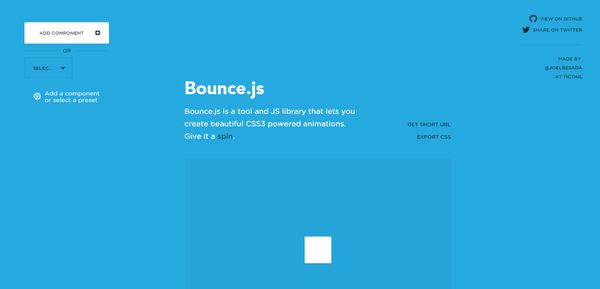 ADD COMPONENT
OR
SELEC...
Add a component
or select a preset
Bounce.js
Bounce.js is a tool and JS library that lets you
create beautiful CSS3 powered animations.
Give it a spin.
GET SHORT URL
EXPORT CSS
VIEW ON GITHUB
SHARE ON TWITTER
MADE BY
@JOELBESADA
AT TICTAIL